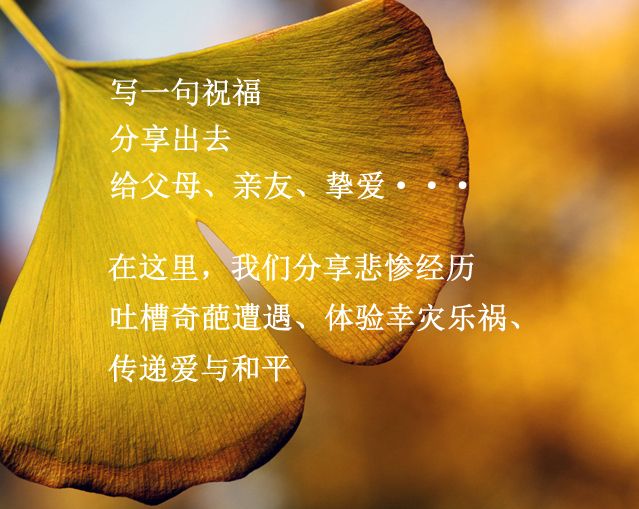 写一句祝福
分享出去
给父母、亲友、挚爱···
在这里，我们分享悲惨经历
吐槽奇葩遭遇、体验幸灾乐祸、
传递爱与和平